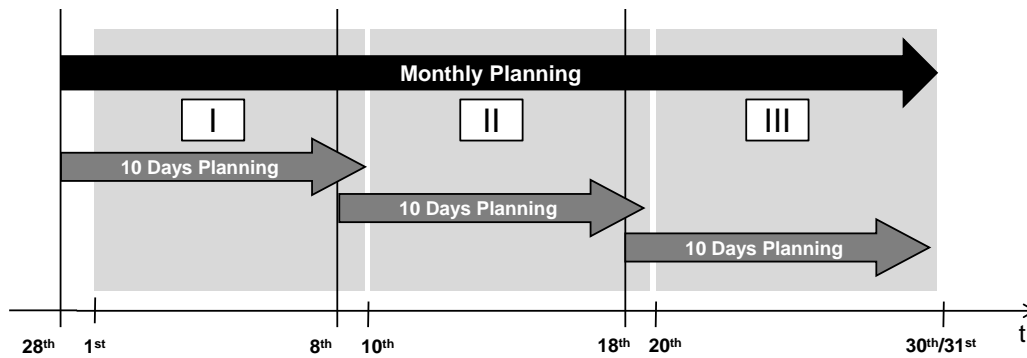 Monthly Planning
I
II
III
10 Days Planning
10 Days Planning
10 Days Planning
28th 1st 8th 10th 18th 20th 30th/31st t